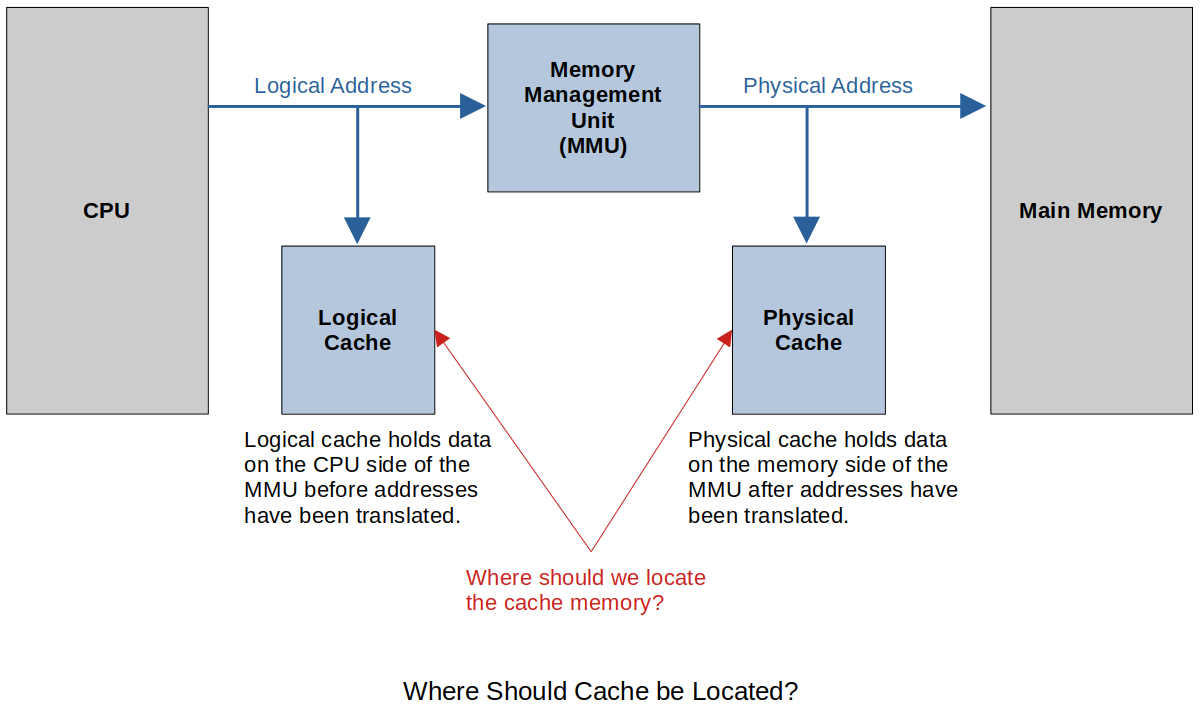 Memory
Management
Unit
(MMU)
Logical Address
Physical Address
CPU
Main Memory
Logical
Cache
Physical
Cache
Logical cache holds data
on the CPU side of the
MMU before addresses
have been translated.
Physical cache holds data
on the memory side of the
MMU after addresses have
been translated.
Where should we locate
the cache memory?
Where Should Cache be Located?